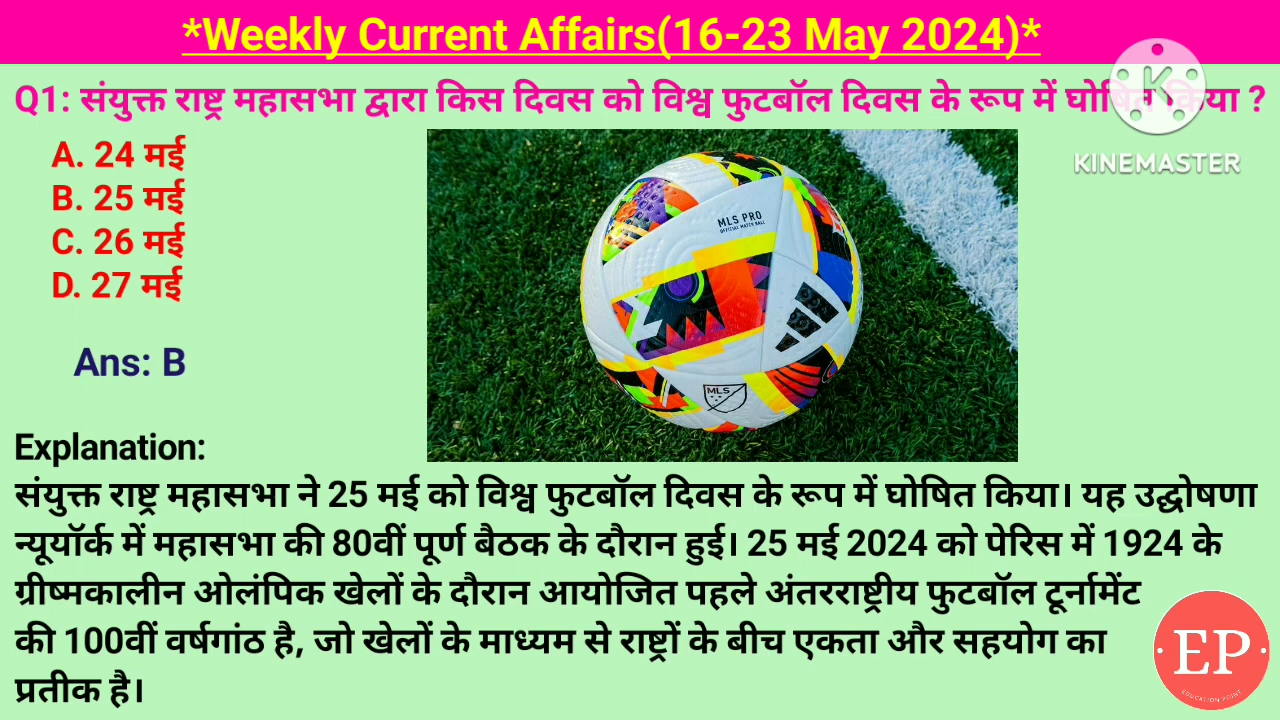 *Weekly Current Affairs(16-23 May 2024)*
Q1: संयुक्त राष्ट्र महासभा द्वारा किस दिवस को विश्व फुटबॉल दिवस के रूप में घोषित किया ?
K
KINEMASTER
A. 24 मई
B. 25 मई
C. 26 मई
D. 27 मई
MLS PRO
OFFICIAL MATCH BALL
MLS
Ans: B
Explanation:
संयुक्त राष्ट्र महासभा ने 25 मई को विश्व फुटबॉल दिवस के रूप में घोषित किया। यह उद्घोषणा
न्यूयॉर्क में महासभा की 80वीं पूर्ण बैठक के दौरान हुई। 25 मई 2024 को पेरिस में 1924 के
ग्रीष्मकालीन ओलंपिक खेलों के दौरान आयोजित पहले अंतरराष्ट्रीय फुटबॉल टूर्नामेंट
की 100वीं वर्षगांठ है, जो खेलों के माध्यम से राष्ट्रों के बीच एकता और सहयोग का
प्रतीक है।
EP
EDUCATION POINT